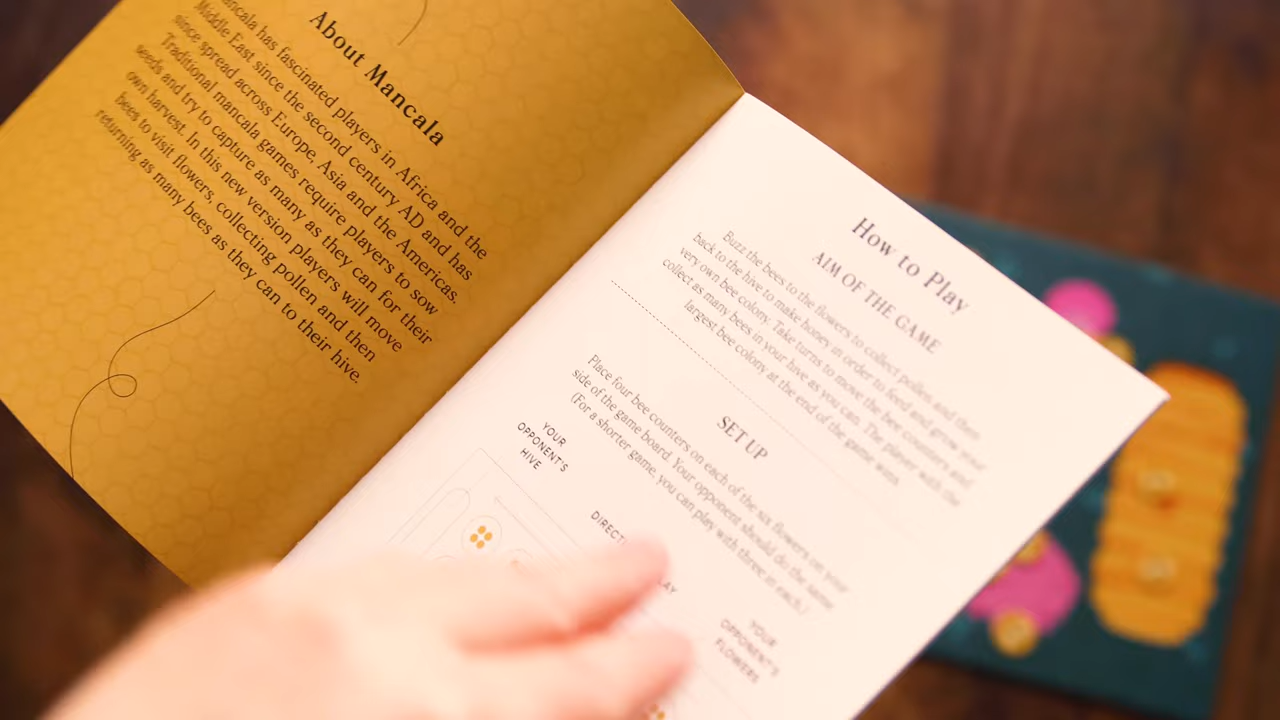 About Mancala
ancala has fascinated players in Africa and the
Middle East since the second century AD and has
since spread across Europe, Asia and the Americas.
Traditional mancala games require players to sow
seeds and try to capture as many as they can for their
own harvest. In this new version players will move
bees to visit flowers, collecting pollen and then
returning as many bees as they can to their hive.
How to Play
AIM OF THE GAME
Buzz the bees to the flowers to collect pollen and then
back to the hive to make honey in order to feed and grow your
very own bee colony. Take turns to move the bee counters and
collect as many bees in your hive as you can. The player with the
largest bee colony at the end of the game wins.
SET UP
Place four bee counters on each of the six flowers on your
side of the game board. Your opponent should do the same.
(For a shorter game, you can play with three in each.)
YOUR
OPPONENT'S
HIVE
DIRECT
LAY
YOUR
OPPONENT'S
FLOWERS